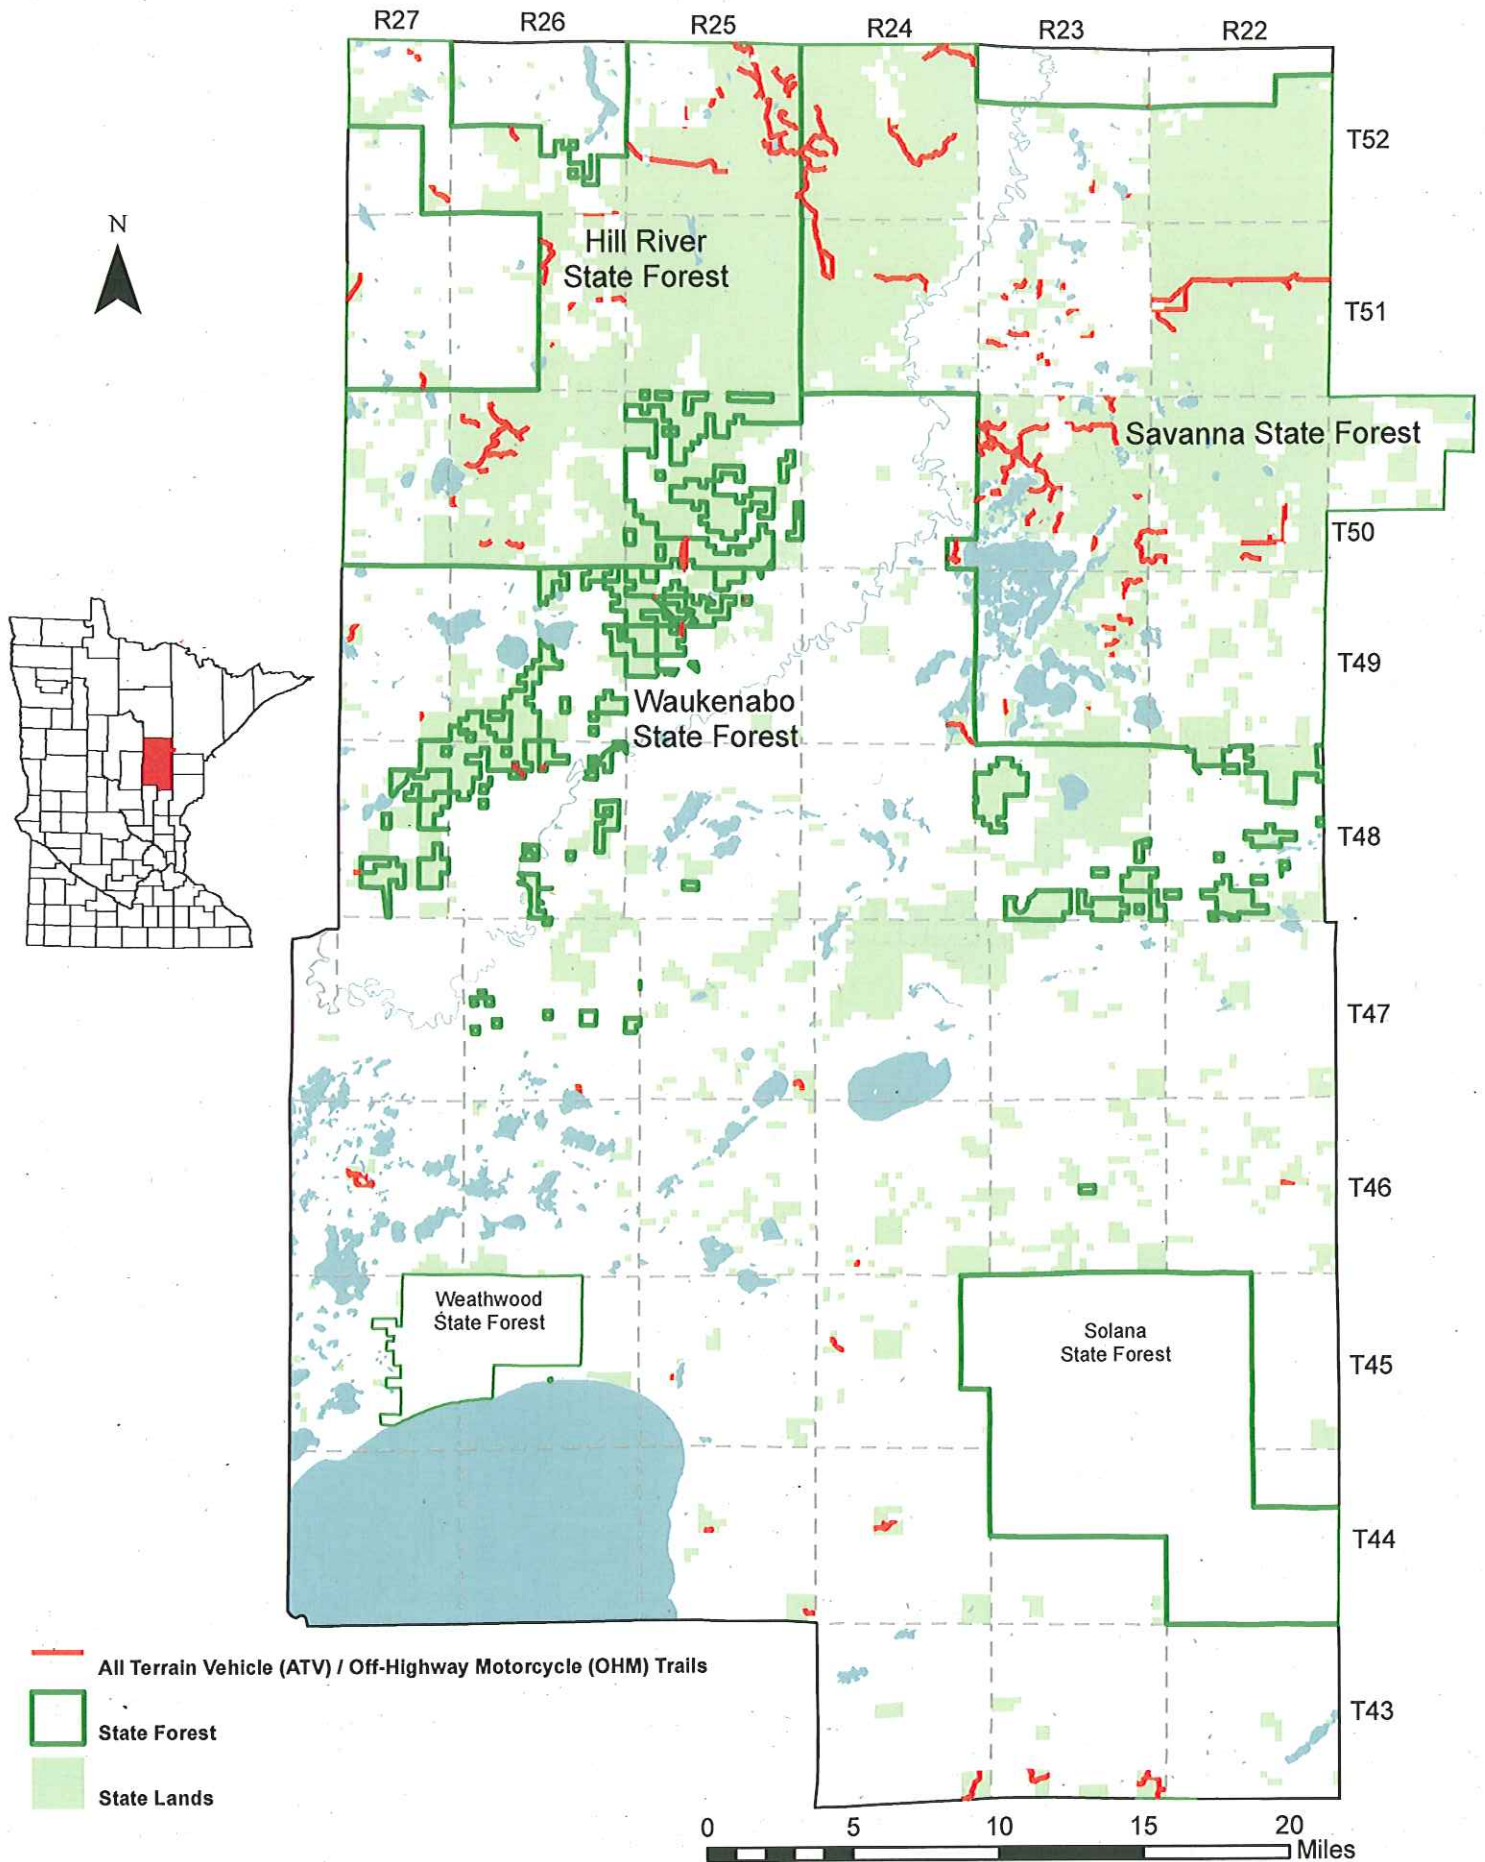 R27
R26
R25
R24
R23
R22
T52
N
Hill River
State Forest
T51
Savanna State Forest
T50
T49
Waukenabo
State Forest
T48
T47
T46
Weathwood
State Forest
Solana
State Forest
T45
T44
All Terrain Vehicle (ATV) / Off-Highway Motorcycle (OHM) Trails
State Forest
T43
State Lands
0 5 10 15 20
Miles